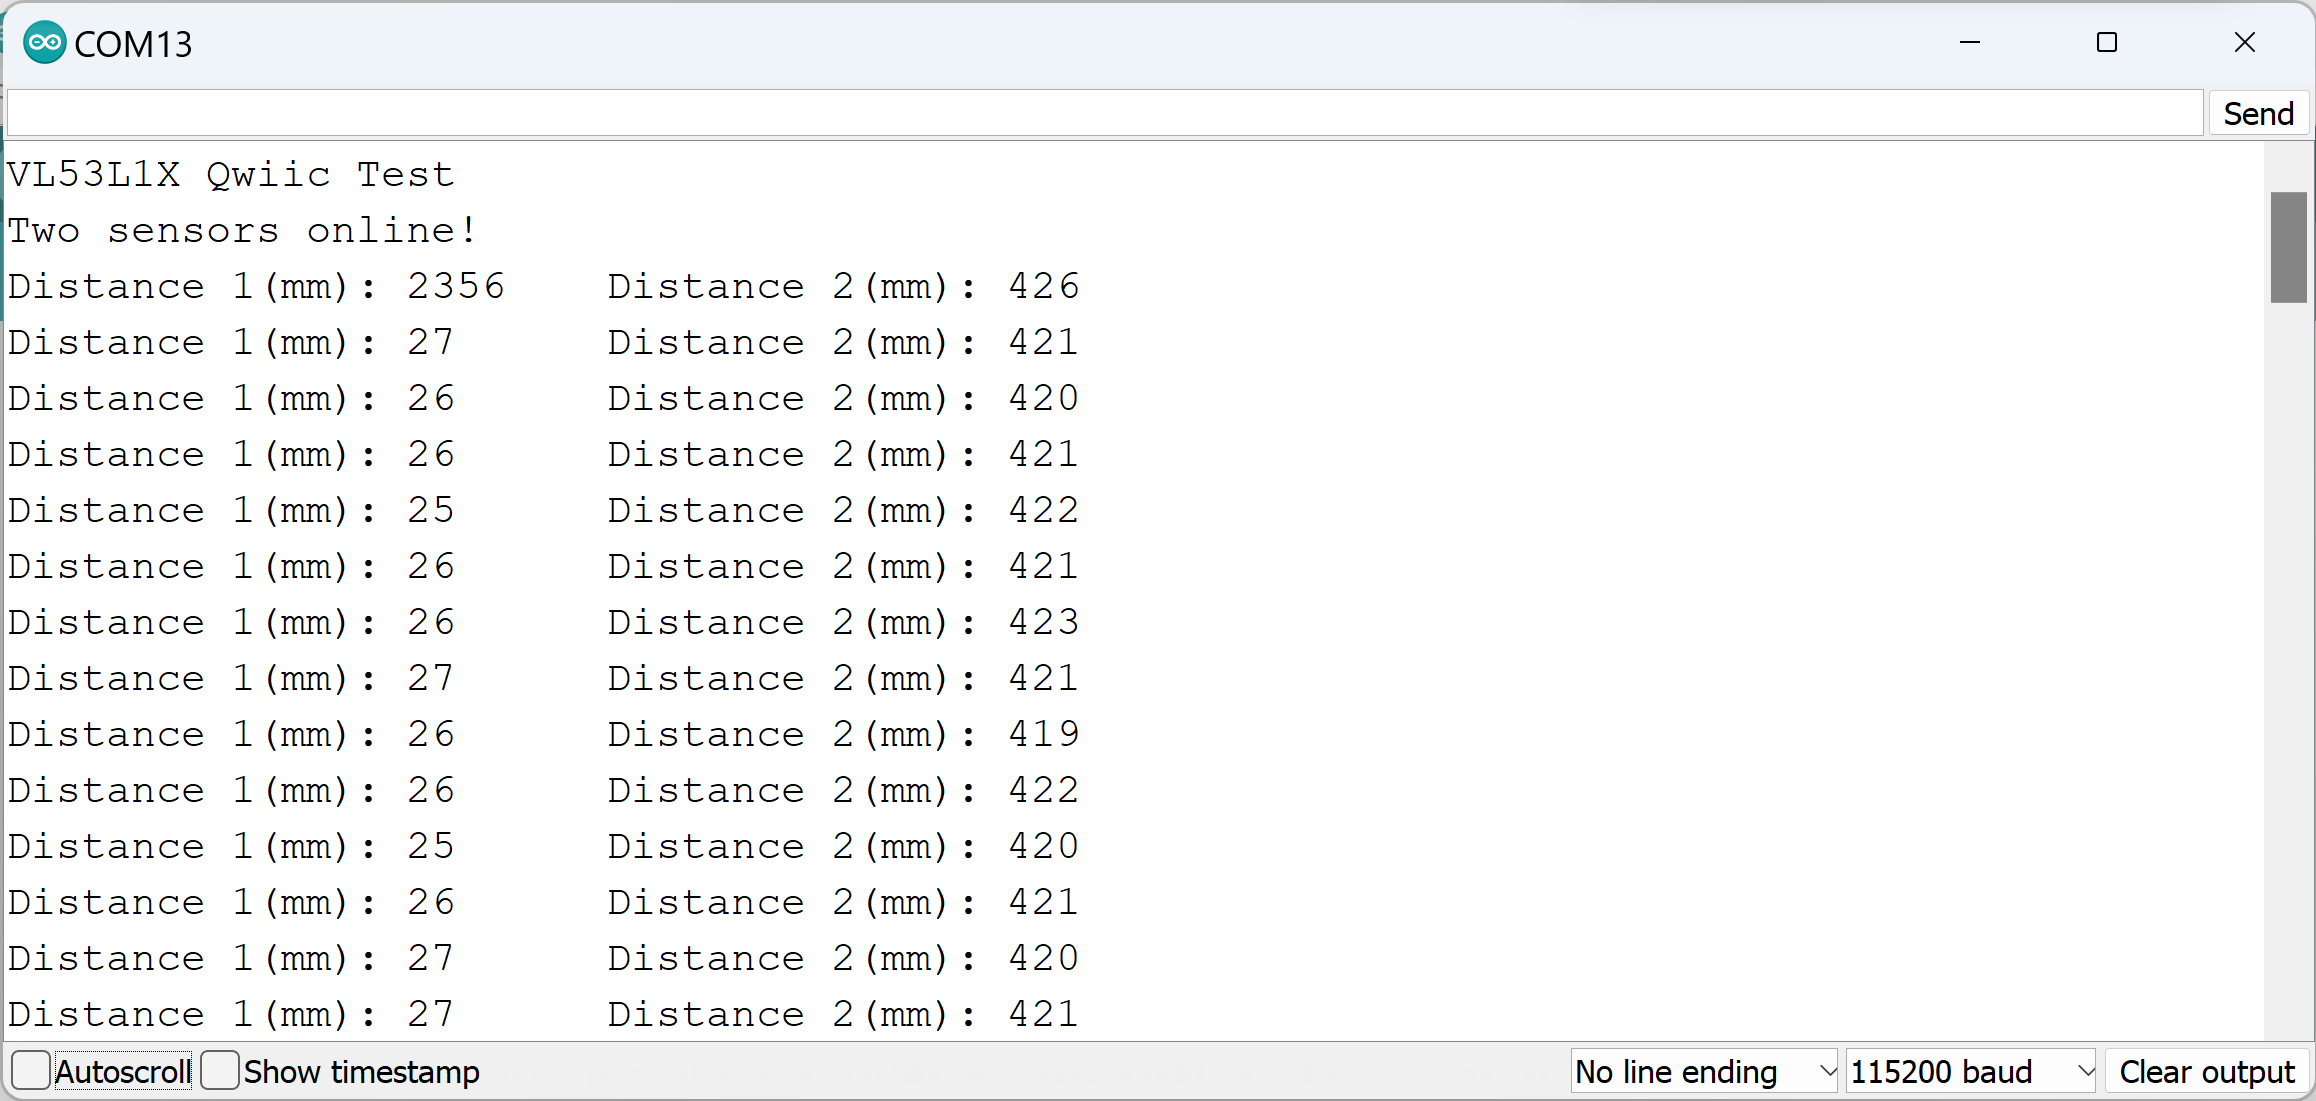 COM13
Send
VL53L1X Qwiic Test
Two sensors online!
Distance 1(mm): 2356    Distance 2(mm): 426
Distance 1(mm): 27      Distance 2(mm): 421
Distance 1(mm): 26      Distance 2(mm): 420
Distance 1(mm): 26      Distance 2(mm): 421
Distance 1(mm): 25      Distance 2(mm): 422
Distance 1(mm): 26      Distance 2(mm): 421
Distance 1(mm): 26      Distance 2(mm): 423
Distance 1(mm): 27      Distance 2(mm): 421
Distance 1(mm): 26      Distance 2(mm): 419
Distance 1(mm): 26      Distance 2(mm): 422
Distance 1(mm): 25      Distance 2(mm): 420
Distance 1(mm): 26      Distance 2(mm): 421
Distance 1(mm): 27      Distance 2(mm): 420
Distance 1(mm): 27      Distance 2(mm): 421
Autoscroll Show timestamp No line ending 115200 baud Clear output